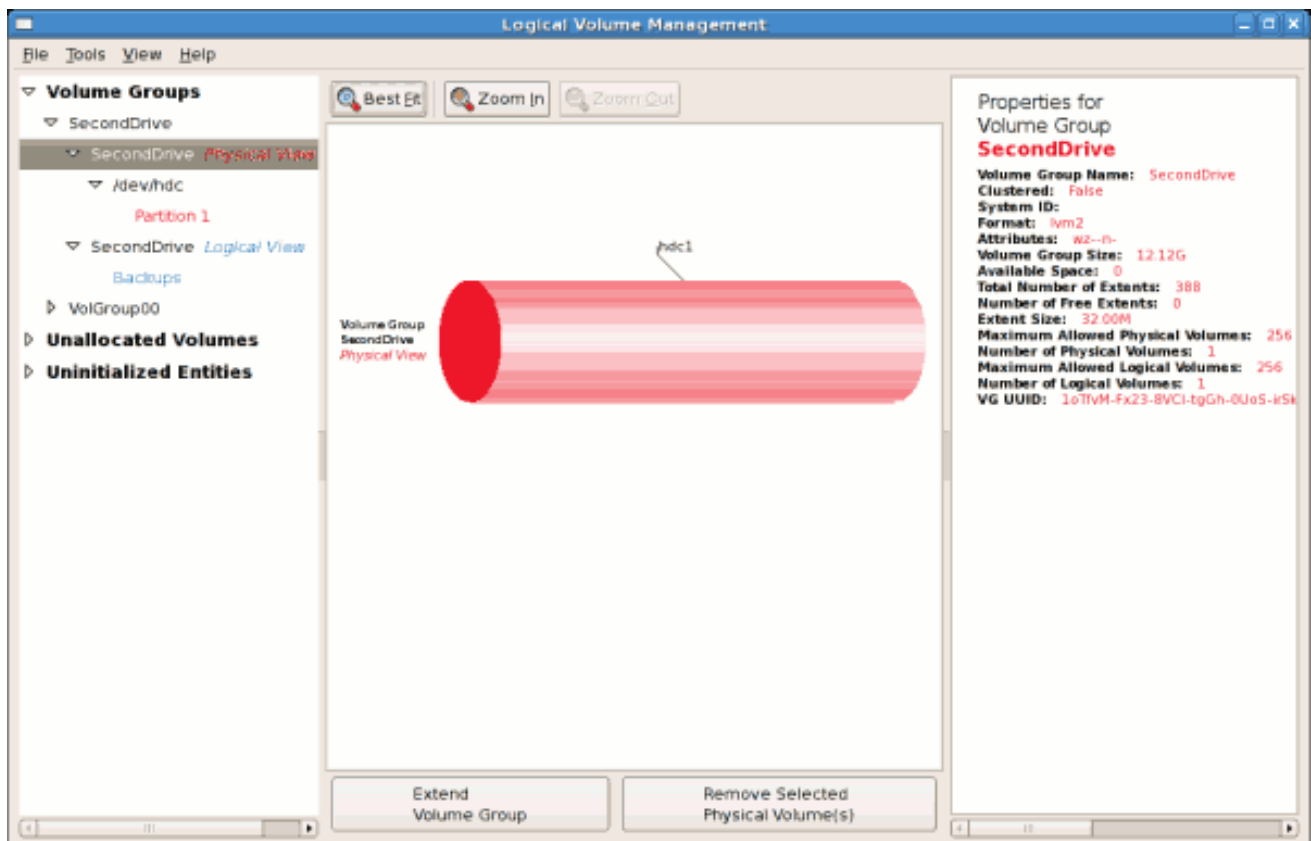 Logical Volume Management
File Tools View Help
Volume Groups
SecondDrive
SecondDrive Physical View
/dev/hdc
Partition 1
SecondDrive Logical View
Backups
VolGroup00
Unallocated Volumes
Uninitialized Entities
Best Fit Zoom In Zoom Out
hdc1
Volume Group
SecondDrive
Physical View
Extend
Volume Group
Remove Selected
Physical Volume(s)
Properties for
Volume Group
SecondDrive
Volume Group Name: SecondDrive
Clustered: False
System ID:
Format: lvm2
Attributes: wz--n-
Volume Group Size: 12.12G
Available Space: 0
Total Number of Extents: 388
Number of Free Extents: 0
Extent Size: 32.00M
Maximum Allowed Physical Volumes: 256
Number of Physical Volumes: 1
Maximum Allowed Logical Volumes: 256
Number of Logical Volumes: 1
VG UUID: